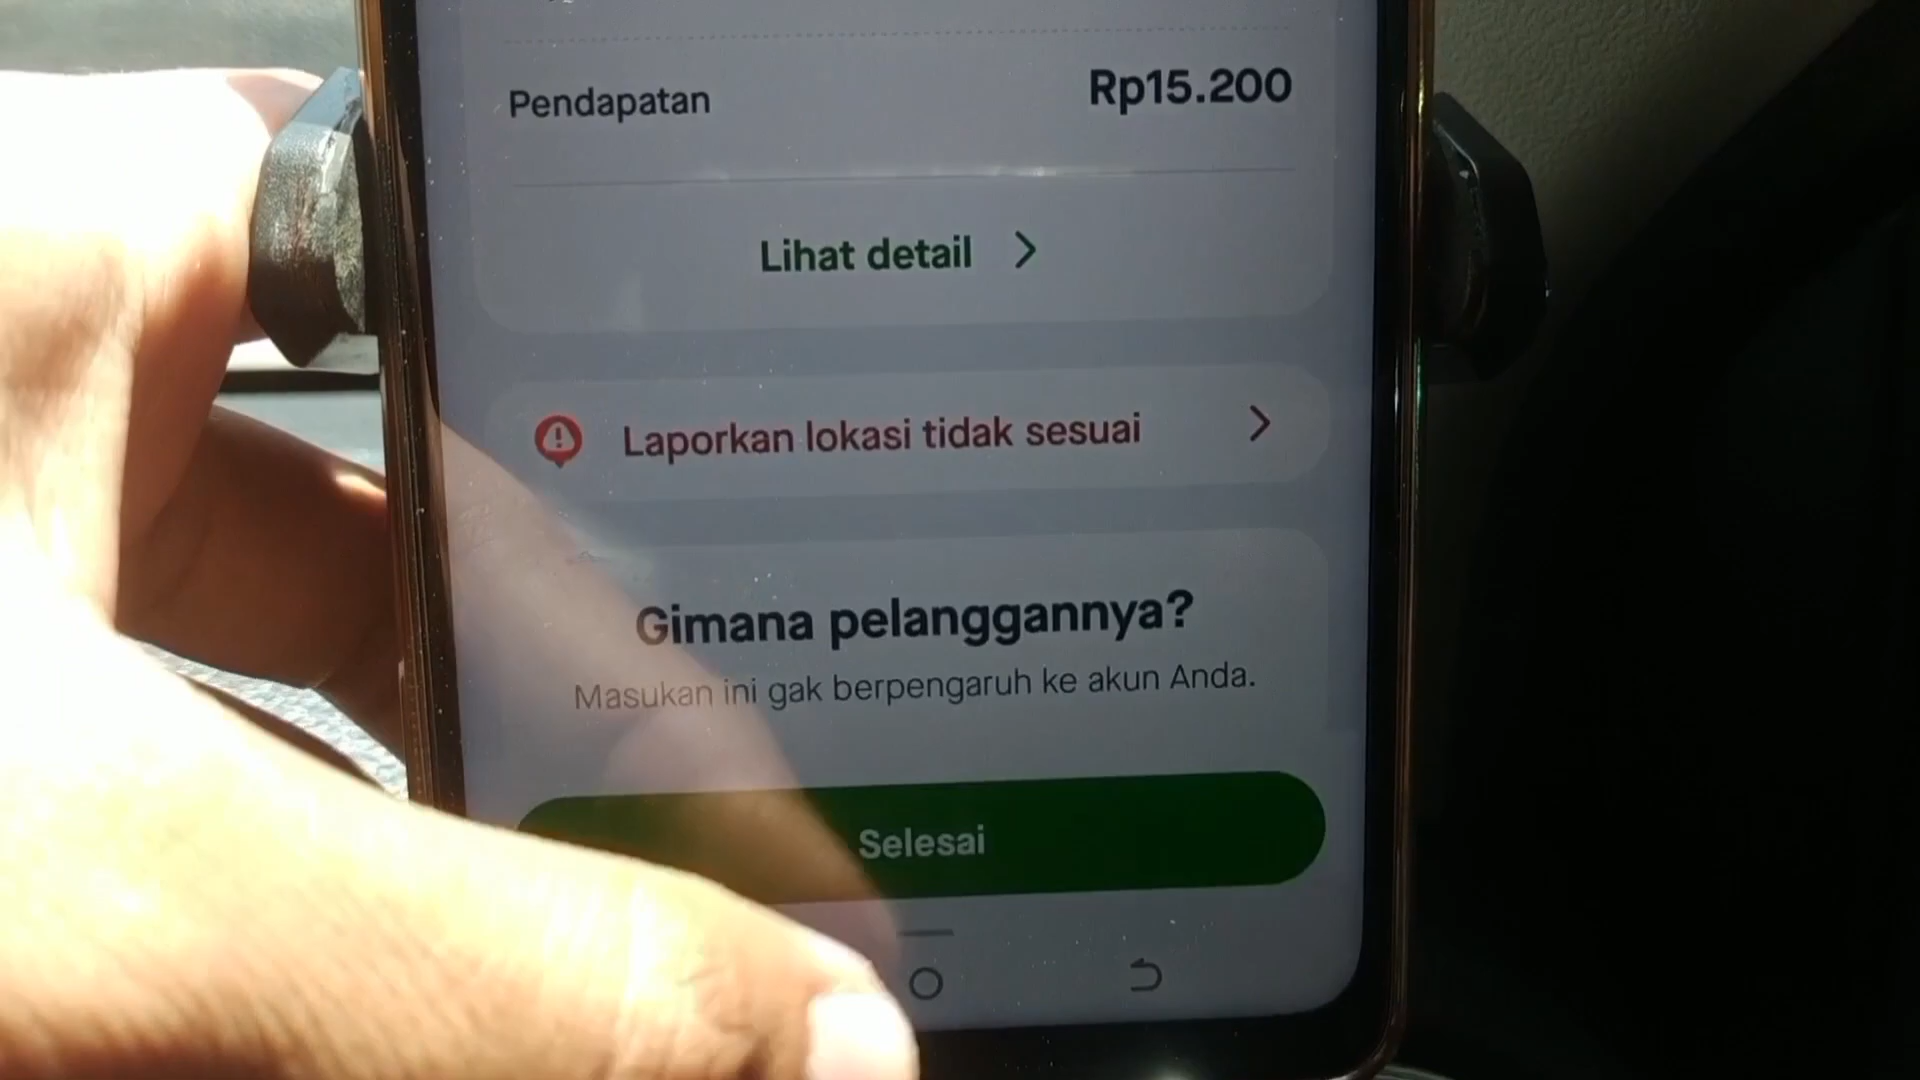 Pendapatan Rp15.200
Lihat detail
Laporkan lokasi tidak sesuai
Gimana pelanggannya?
Masukan ini gak berpengaruh ke akun Anda.
Selesai